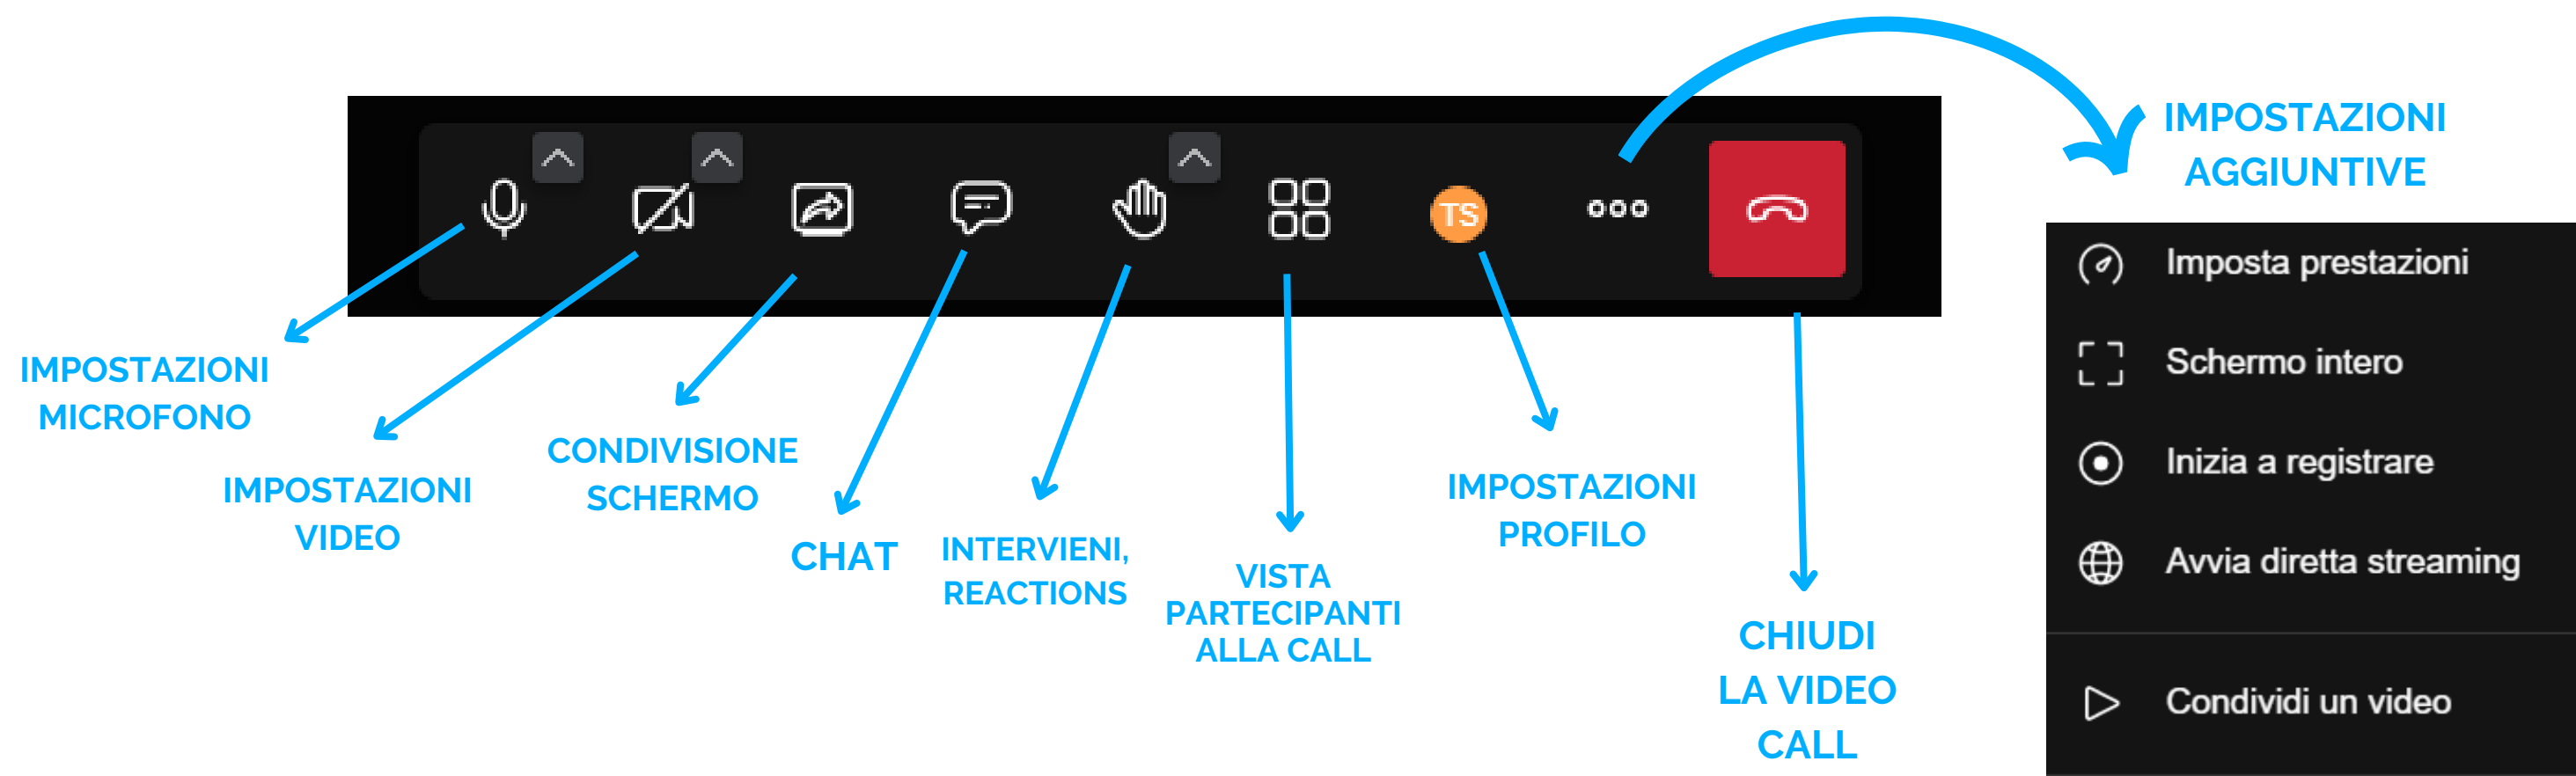 TS
IMPOSTAZIONI
MICROFONO
IMPOSTAZIONI
VIDEO
CONDIVISIONE
SCHERMO
CHAT
INTERVIENI,
REACTIONS
VISTA
PARTECIPANTI
ALLA CALL
IMPOSTAZIONI
PROFILO
CHIUDI
LA VIDEO
CALL
IMPOSTAZIONI
AGGIUNTIVE
Imposta prestazioni
Schermo intero
Inizia a registrare
Avvia diretta streaming
Condividi un video